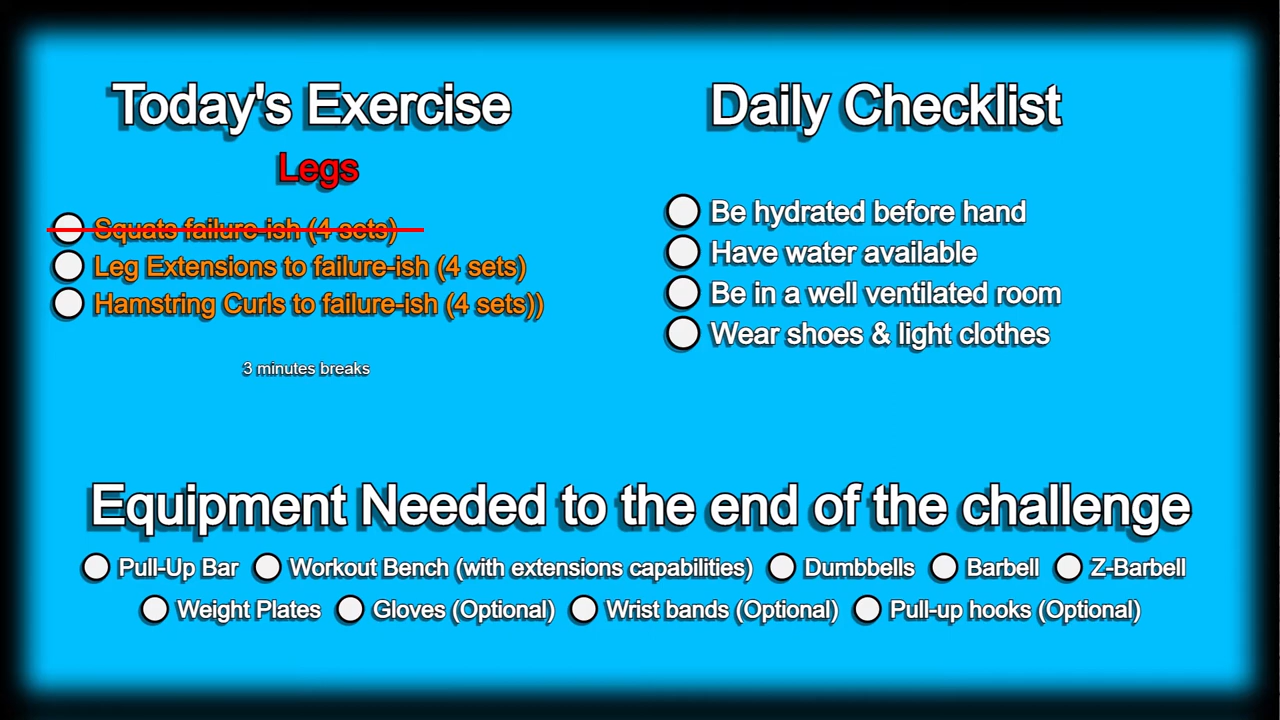 Today's Exercise
Legs
Squats failure-ish (4 sets)
Leg Extensions to failure-ish (4 sets)
Hamstring Curls to failure-ish (4 sets))
3 minutes breaks
Daily Checklist
Be hydrated before hand
Have water available
Be in a well ventilated room
Wear shoes & light clothes
Equipment Needed to the end of the challenge
Pull-Up Bar Workout Bench (with extensions capabilities) Dumbbells Barbell Z-Barbell
Weight Plates Gloves (Optional) Wrist bands (Optional) Pull-up hooks (Optional)